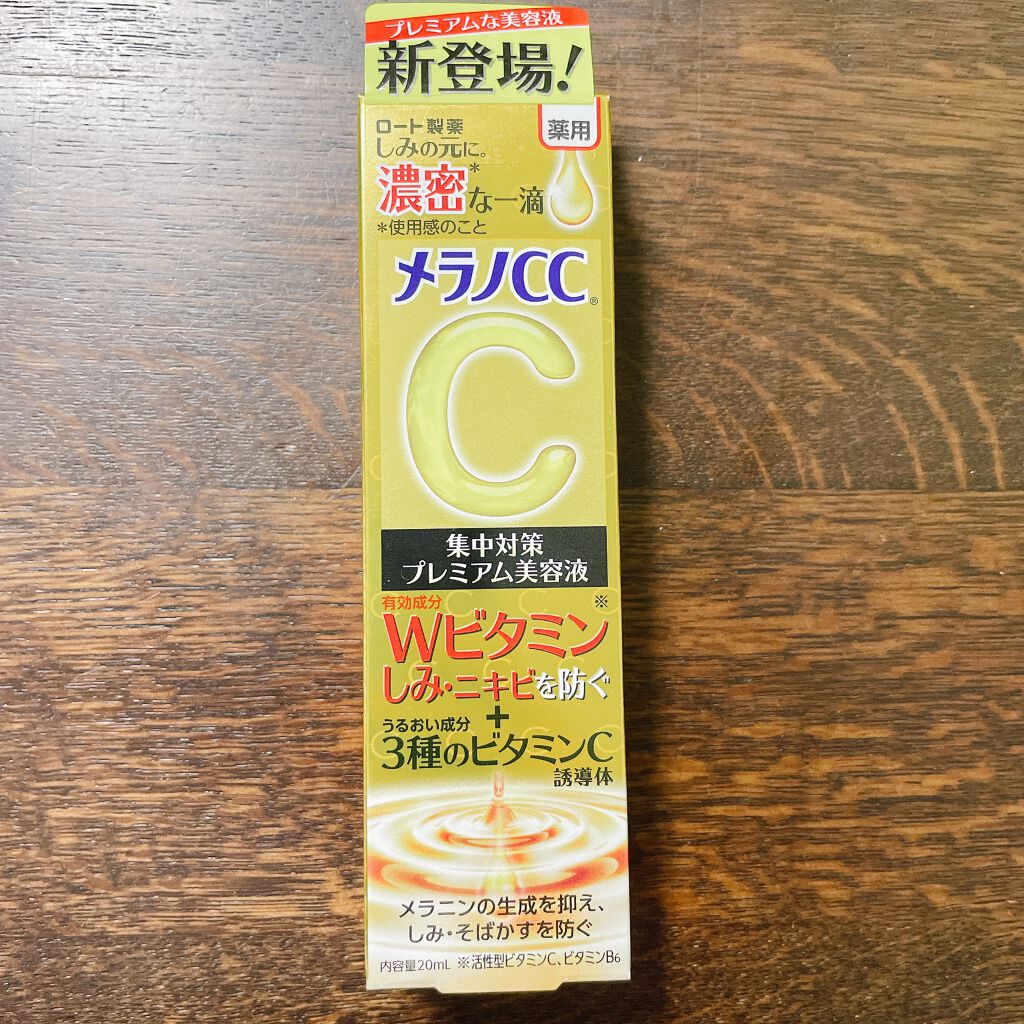 プレミアムな美容液
新登場!
ロート製薬
薬用
しみの元に。
濃密*な一滴
*使用感のこと
メラノCC®
C
集中対策
プレミアム美容液
有効成分
Wビタミン※
しみ・ニキビを防ぐ
+
うるおい成分
3種のビタミンC
誘導体
メラニンの生成を抑え、
しみ・そばかすを防ぐ
内容量20mL ※活性型ビタミンC、ビタミンB6